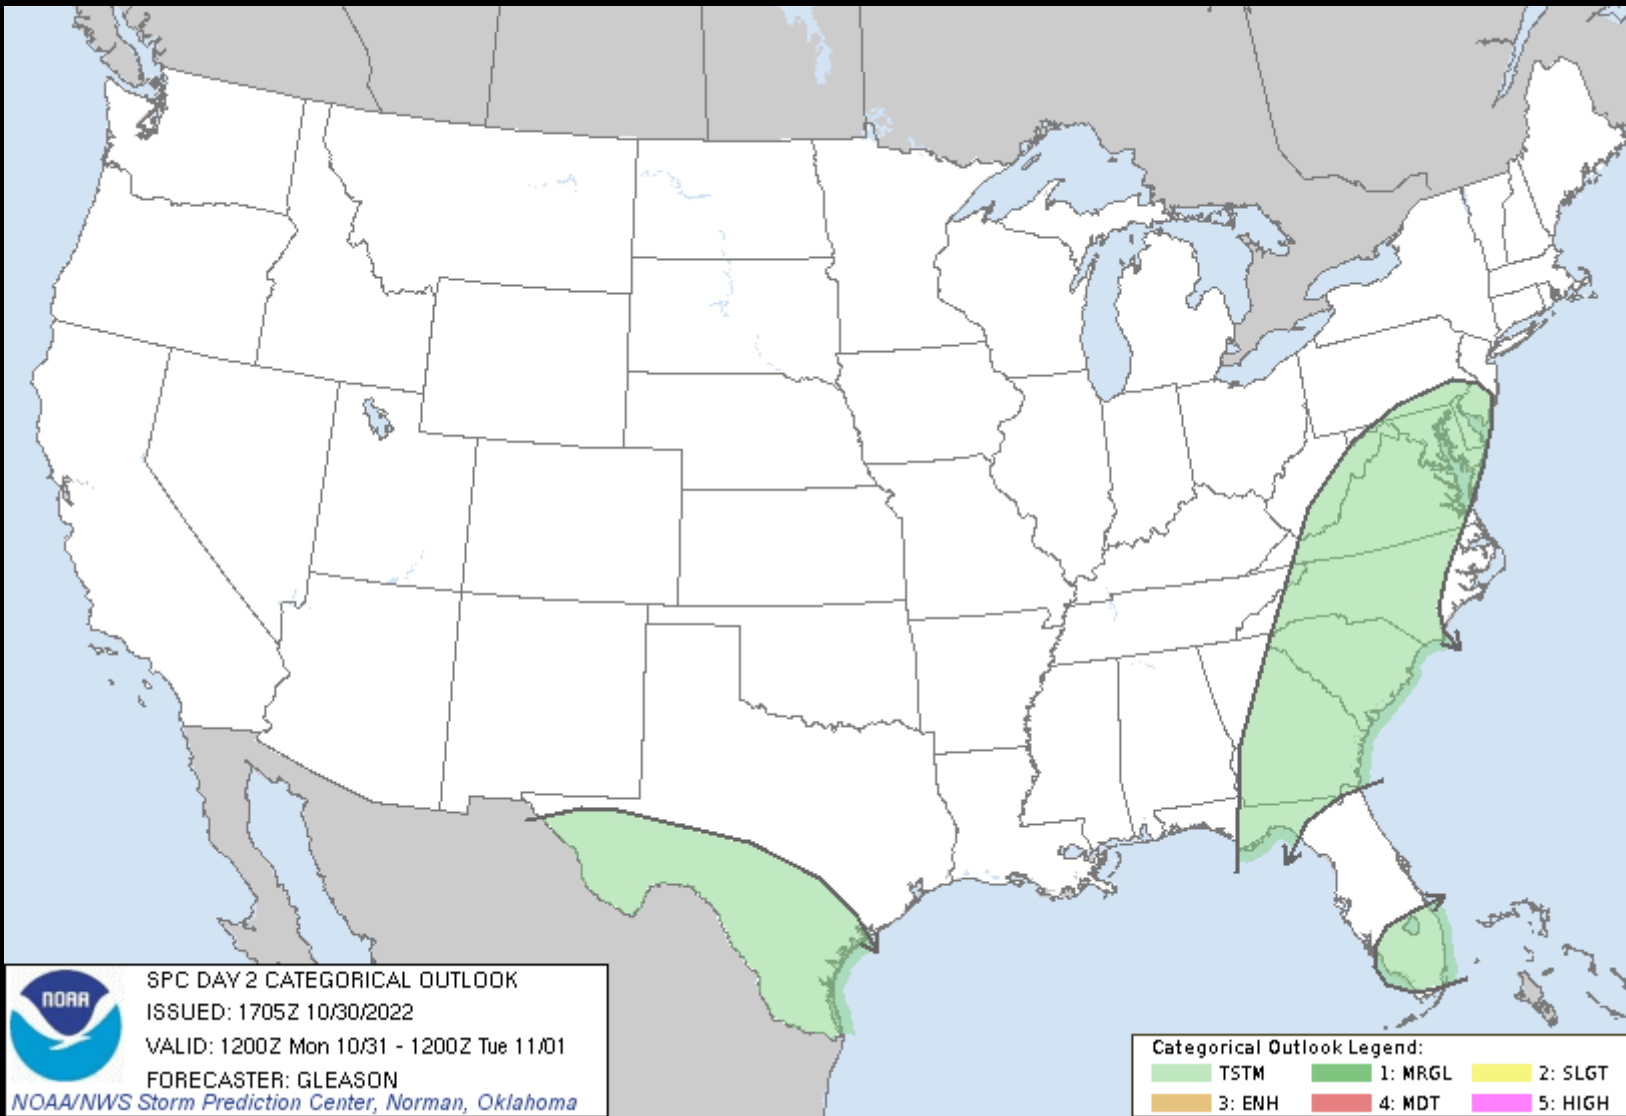 NOAA
SPC DAY 2 CATEGORICAL OUTLOOK
ISSUED: 1705Z 10/30/2022
VALID: 1200Z Mon 10/31 - 1200Z Tue 11/01
FORECASTER: GLEASON
NOAA/NWS Storm Prediction Center, Norman, Oklahoma
Categorical Outlook Legend:
TSTM 1: MRGL 2: SLGT
3: ENH 4: MDT 5: HIGH